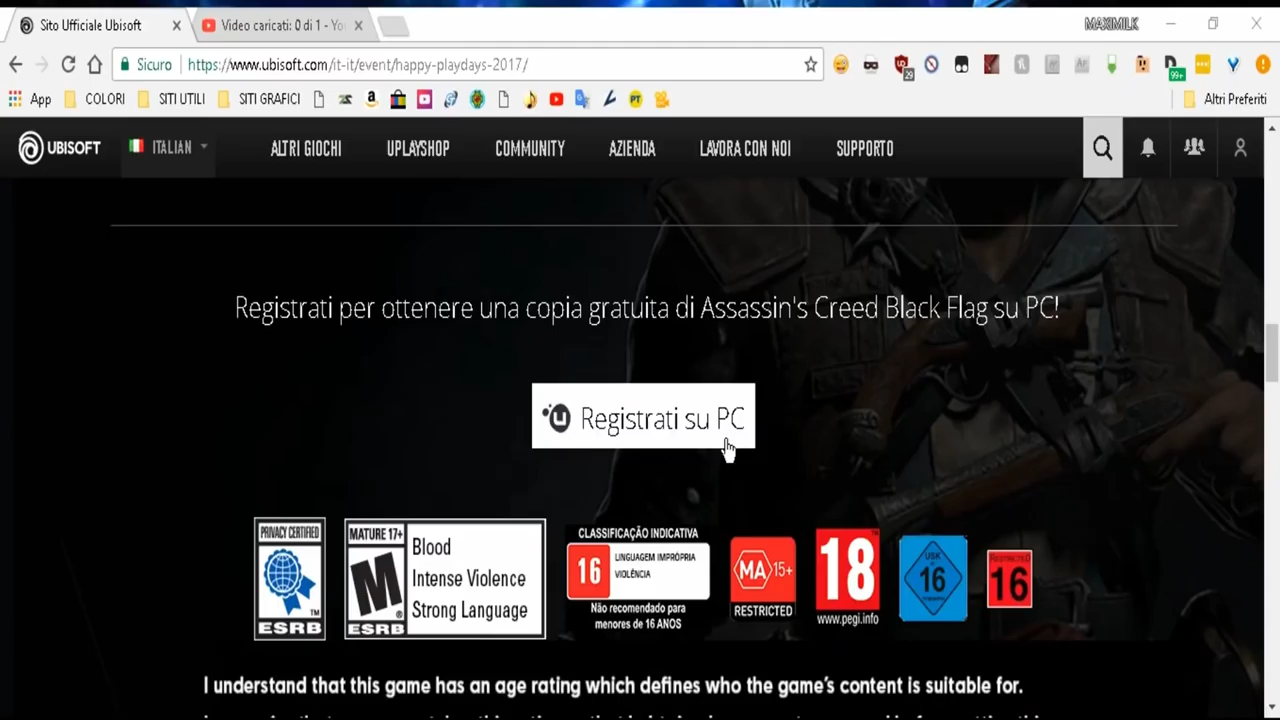 Sito Ufficiale Ubisoft
Video caricati: 0 di 1 - Yo
MAXIMILK
Sicuro
https://www.ubisoft.com/it-it/event/happy-playdays-2017/
29
99+
App
COLORI
SITI UTILI
SITI GRAFICI
PT
Altri Preferiti
UBISOFT
ITALIAN
ALTRI GIOCHI
UPLAYSHOP
COMMUNITY
AZIENDA
LAVORA CON NOI
SUPPORTO
Registrati per ottenere una copia gratuita di Assassin's Creed Black Flag su PC!
Registrati su PC
PRIVACY CERTIFIED
ESRB
MATURE 17+
M
ESRB
Blood
Intense Violence
Strong Language
CLASSIFICAÇÃO INDICATIVA
16
LINGUAGEM IMPRÓPRIA
VIOLÊNCIA
Não recomendado para
menores de 16 ANOS
MA 15+
RESTRICTED
18
www.pegi.info
USK
16
RESTRICTED
16
I understand that this game has an age rating which defines who the game's content is suitable for.